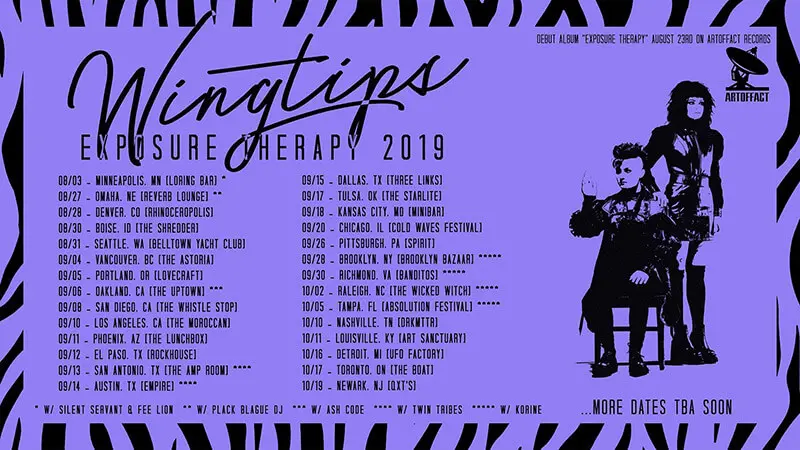 DEBUT ALBUM "EXPOSURE THERAPY" AUGUST 23RD ON ARTOFFACT RECORDS
ARTOFFACT
Wingtips
EXPOSURE THERAPY 2019
08/03 - MINNEAPOLIS, MN (LORING BAR) *
08/27 - OMAHA, NE (REVERB LOUNGE) **
08/28 - DENVER, CO (RHINOCEROPOLIS)
08/30 - BOISE, ID (THE SHREDDER)
08/31 - SEATTLE, WA (BELLTOWN YACHT CLUB)
09/04 - VANCOUVER, BC (THE ASTORIA)
09/05 - PORTLAND, OR (LOVECRAFT)
09/06 - OAKLAND, CA (THE UPTOWN) ***
09/08 - SAN DIEGO, CA (THE WHISTLE STOP)
09/10 - LOS ANGELES, CA (THE MOROCCAN)
09/11 - PHOENIX, AZ (THE LUNCHBOX)
09/12 - EL PASO, TX (ROCKHOUSE)
09/13 - SAN ANTONIO, TX (THE AMP ROOM) ****
09/14 - AUSTIN, TX (EMPIRE) ****
09/15 - DALLAS, TX (THREE LINKS)
09/17 - TULSA, OK (THE STARLITE)
09/18 - KANSAS CITY, MO (MINIBAR)
09/20 - CHICAGO, IL (COLD WAVES FESTIVAL)
09/26 - PITTSBURGH, PA (SPIRIT)
09/28 - BROOKLYN, NY (BROOKLYN BAZAAR) *****
09/30 - RICHMOND, VA (BANDITOS) *****
10/02 - RALEIGH, NC (THE WICKED WITCH) *****
10/05 - TAMPA, FL (ABSOLUTION FESTIVAL) *****
10/10 - NASHVILLE, TN (DRKMTTR)
10/11 - LOUISVILLE, KY (ART SANCTUARY)
10/16 - DETROIT, MI (UFO FACTORY)
10/17 - TORONTO, ON (THE BOAT)
10/19 - NEWARK, NJ (QXT'S)
* W/ SILENT SERVANT & FEE LION ** W/ PLACK BLAGUE DJ *** W/ ASH CODE **** W/ TWIN TRIBES ***** W/ KORINE
...MORE DATES TBA SOON